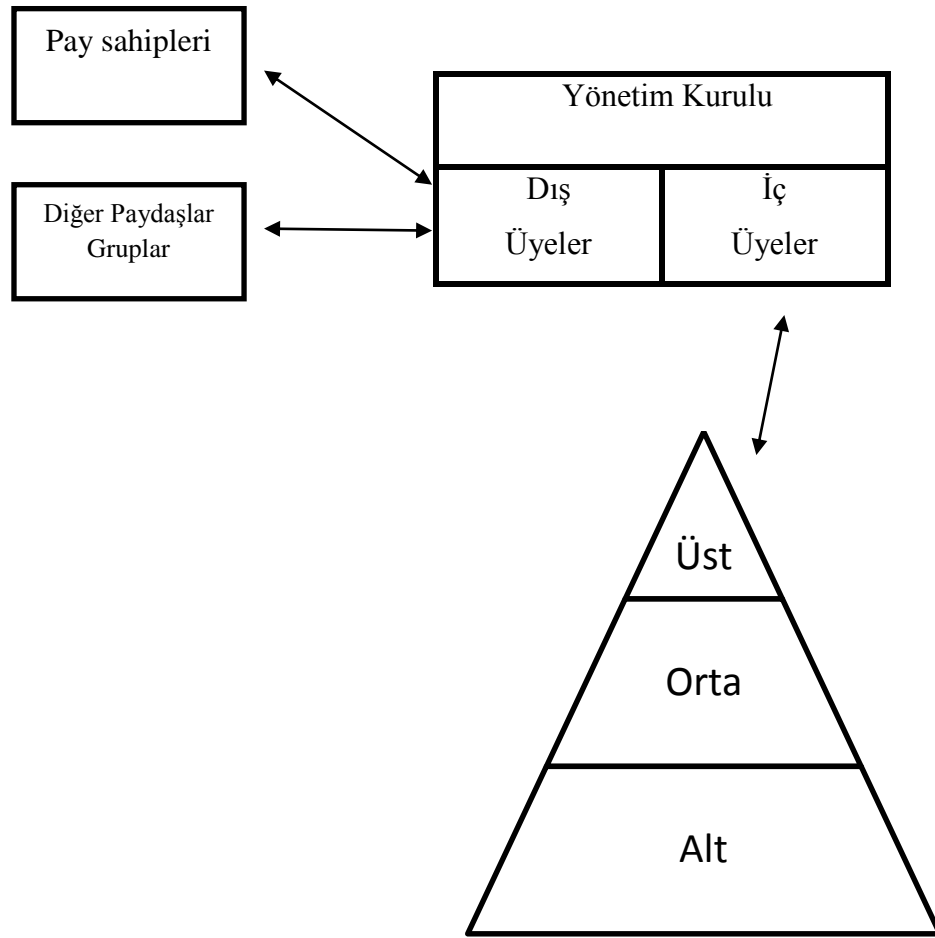 Pay sahipleri
Yönetim Kurulu
Diğer Paydaşlar
Gruplar
Dış
Üyeler
İç
Üyeler
Üst
Orta
Alt